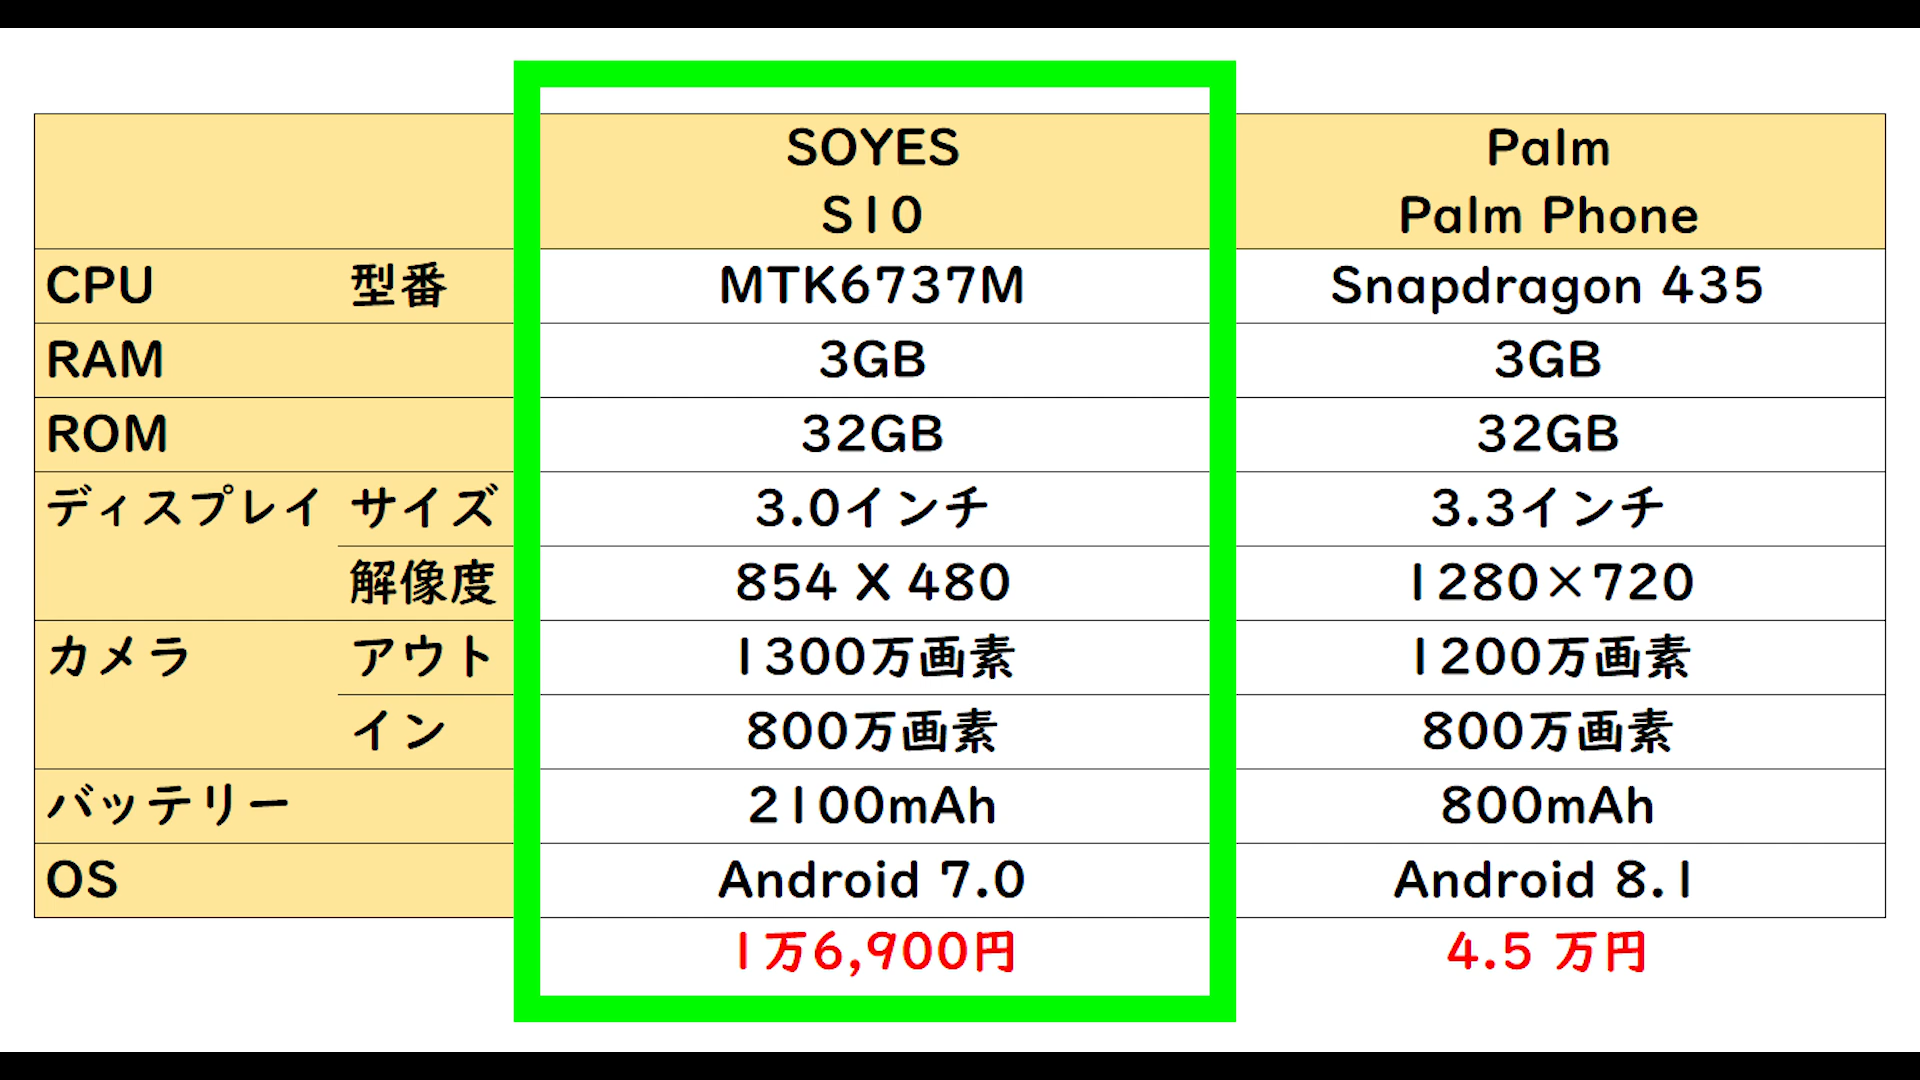 SOYES Palm
S10 Palm Phone
CPU 型番 MTK6737M Snapdragon 435
RAM 3GB 3GB
ROM 32GB 32GB
ディスプレイ サイズ 3.0インチ 3.3インチ
解像度 854 X 480 1280×720
カメラ アウト 1300万画素 1200万画素
イン 800万画素 800万画素
バッテリー 2100mAh 800mAh
OS Android 7.0 Android 8.1
1万6,900円 4.5 万円